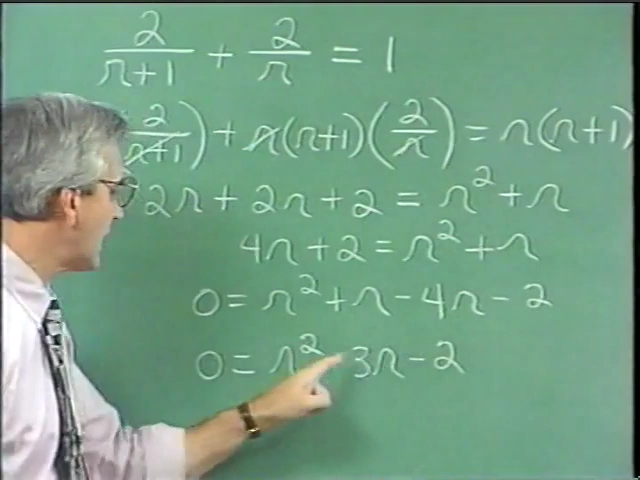 2/(r+1) + 2/r = 1
2/(r+1)) + r(r+1)(2/r) = r(r+1)
2r + 2r + 2 = r² + r
4r + 2 = r² + r
0 = r² + r - 4r - 2
0 = r² 3r - 2